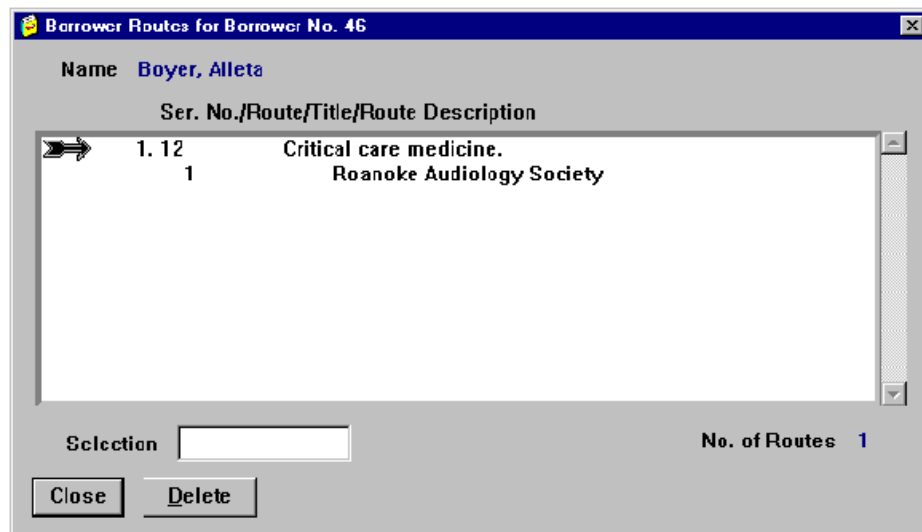 Borrower Routes for Borrower No. 46
Name Boyer, Alleta
Ser. No./Route/Title/Route Description
1. 12 Critical care medicine.
1 Roanoke Audiology Society
Selection
No. of Routes 1
Close Delete